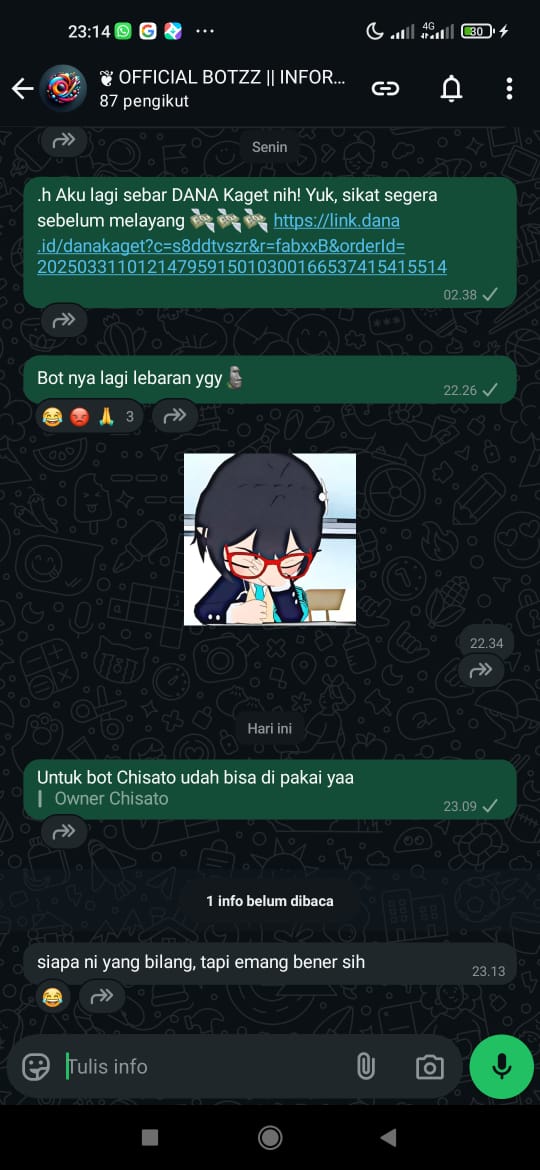 23:14
4G
30
❦ OFFICIAL BOTZZ || INFOR...
87 pengikut
Senin
.h Aku lagi sebar DANA Kaget nih! Yuk, sikat segera
sebelum melayang 💸💸💸 https://link.dana
.id/danakaget?c=s8ddtvszr&r=fabxxB&orderId=
20250331101214795915010300166537415415514
02.38
Bot nya lagi lebaran ygy🗿
22.26
😂 😡 🙏 3
22.34
Hari ini
Untuk bot Chisato udah bisa di pakai yaa
| Owner Chisato
23.09
1 info belum dibaca
siapa ni yang bilang, tapi emang bener sih
23.13
😂
Tulis info